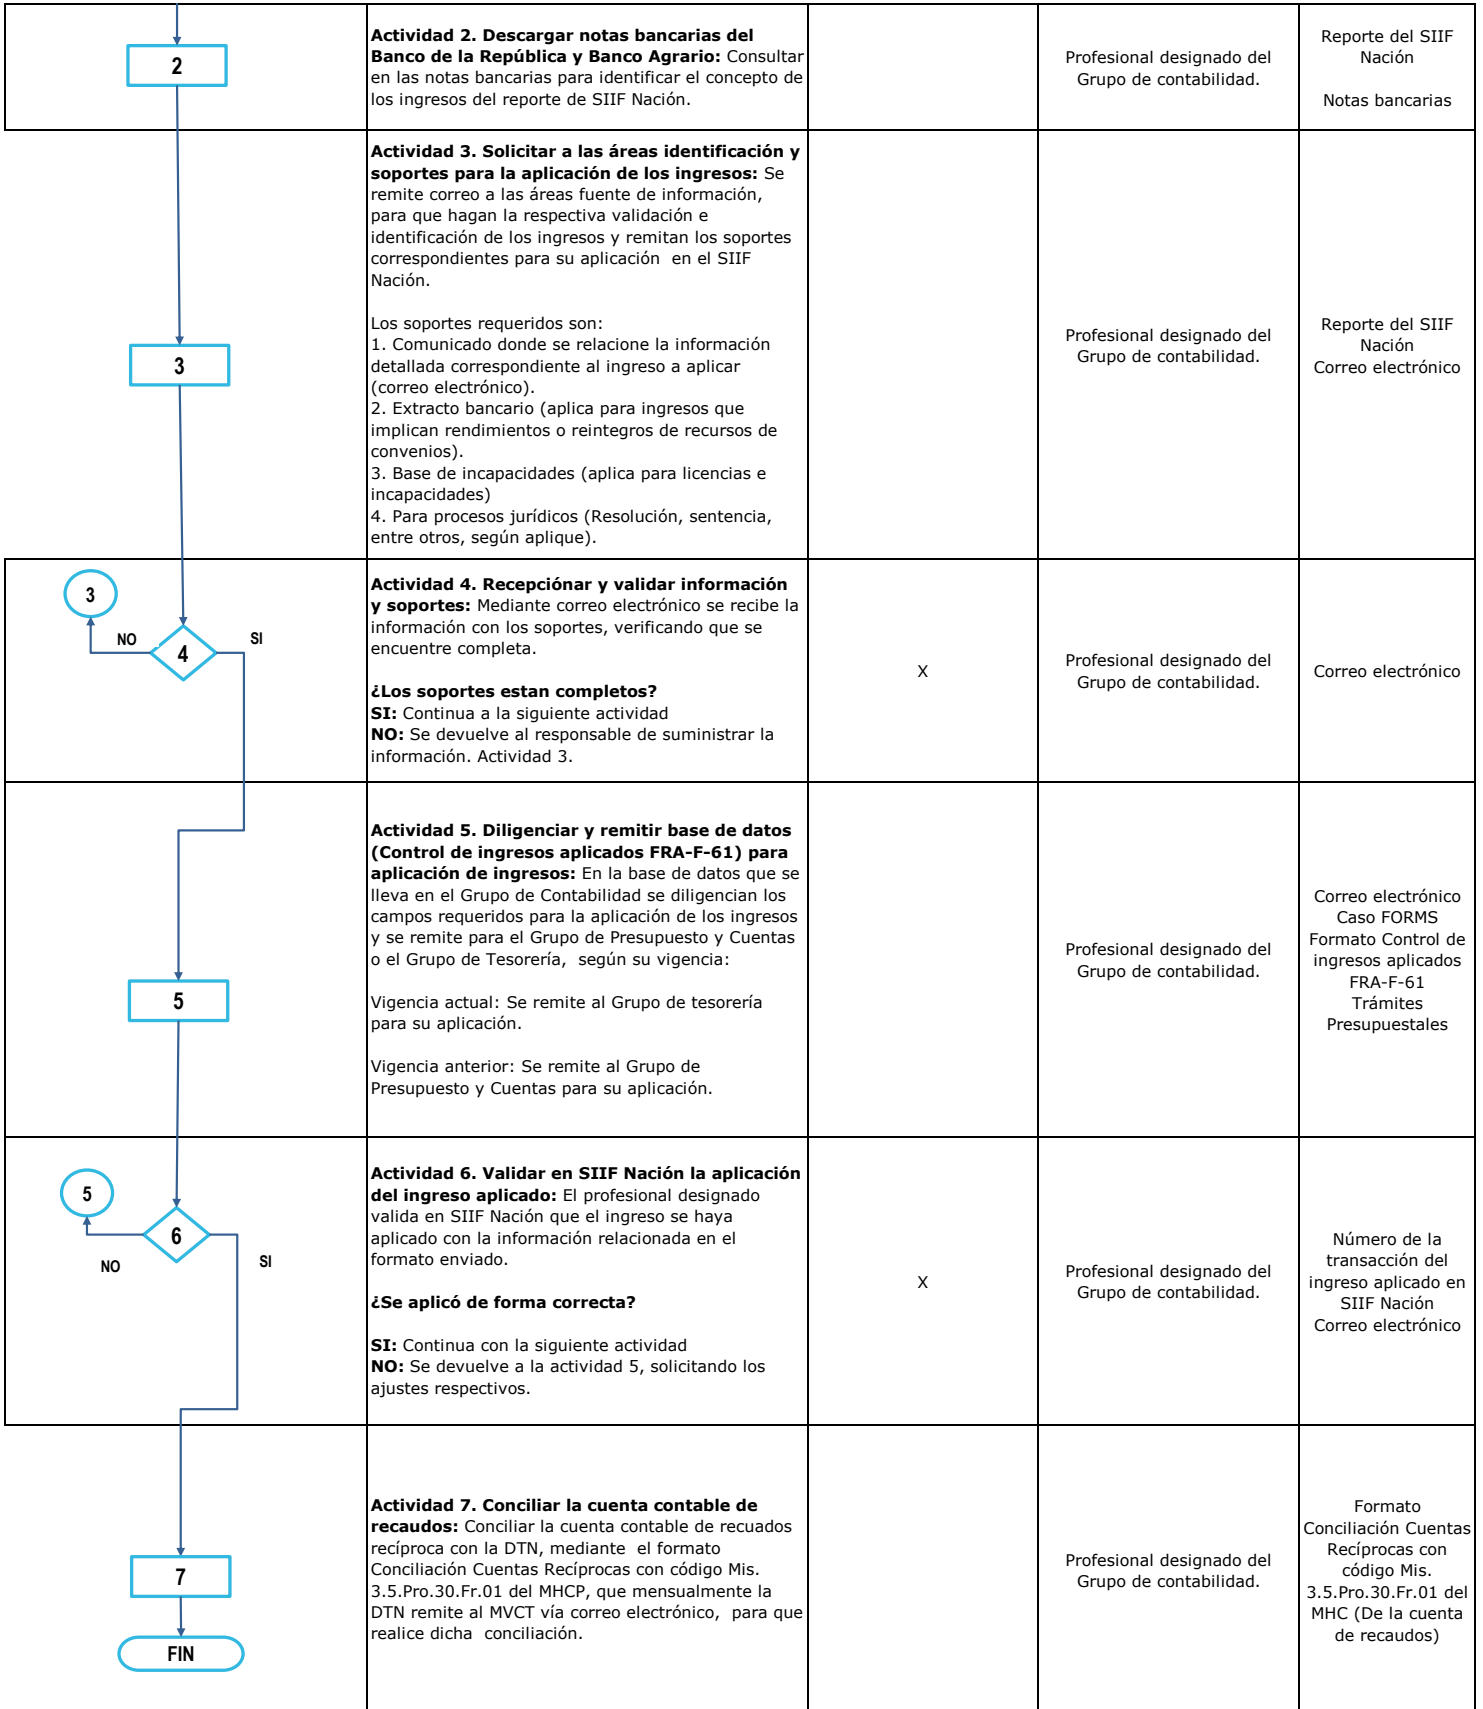 2
Actividad 2. Descargar notas bancarias del
Banco de la República y Banco Agrario: Consultar
en las notas bancarias para identificar el concepto de
los ingresos del reporte de SIIF Nación.
Profesional designado del
Grupo de contabilidad.
Reporte del SIIF
Nación
Notas bancarias
3
Actividad 3. Solicitar a las áreas identificación y
soportes para la aplicación de los ingresos: Se
remite correo a las áreas fuente de información,
para que hagan la respectiva validación e
identificación de los ingresos y remitan los soportes
correspondientes para su aplicación en el SIIF
Nación.
Los soportes requeridos son:
1. Comunicado donde se relacione la información
detallada correspondiente al ingreso a aplicar
(correo electrónico).
2. Extracto bancario (aplica para ingresos que
implican rendimientos o reintegros de recursos de
convenios).
3. Base de incapacidades (aplica para licencias e
incapacidades)
4. Para procesos jurídicos (Resolución, sentencia,
entre otros, según aplique).
Profesional designado del
Grupo de contabilidad.
Reporte del SIIF
Nación
Correo electrónico
3
NO
SI
4
Actividad 4. Recepciónar y validar información
y soportes: Mediante correo electrónico se recibe la
información con los soportes, verificando que se
encuentre completa.
¿Los soportes estan completos?
SI: Continua a la siguiente actividad
NO: Se devuelve al responsable de suministrar la
información. Actividad 3.
X
Profesional designado del
Grupo de contabilidad.
Correo electrónico
5
Actividad 5. Diligenciar y remitir base de datos
(Control de ingresos aplicados FRA-F-61) para
aplicación de ingresos: En la base de datos que se
lleva en el Grupo de Contabilidad se diligencian los
campos requeridos para la aplicación de los ingresos
y se remite para el Grupo de Presupuesto y Cuentas
o el Grupo de Tesorería, según su vigencia:
Vigencia actual: Se remite al Grupo de tesorería
para su aplicación.
Vigencia anterior: Se remite al Grupo de
Presupuesto y Cuentas para su aplicación.
Profesional designado del
Grupo de contabilidad.
Correo electrónico
Caso FORMS
Formato Control de
ingresos aplicados
FRA-F-61
Trámites
Presupuestales
5
6
NO
SI
Actividad 6. Validar en SIIF Nación la aplicación
del ingreso aplicado: El profesional designado
valida en SIIF Nación que el ingreso se haya
aplicado con la información relacionada en el
formato enviado.
¿Se aplicó de forma correcta?
SI: Continua con la siguiente actividad
NO: Se devuelve a la actividad 5, solicitando los
ajustes respectivos.
X
Profesional designado del
Grupo de contabilidad.
Número de la
transacción del
ingreso aplicado en
SIIF Nación
Correo electrónico
7
FIN
Actividad 7. Conciliar la cuenta contable de
recaudos: Conciliar la cuenta contable de recuados
recíproca con la DTN, mediante el formato
Conciliación Cuentas Recíprocas con código Mis.
3.5.Pro.30.Fr.01 del MHCP, que mensualmente la
DTN remite al MVCT vía correo electrónico, para que
realice dicha conciliación.
Profesional designado del
Grupo de contabilidad.
Formato
Conciliación Cuentas
Recíprocas con
código Mis.
3.5.Pro.30.Fr.01 del
MHC (De la cuenta
de recaudos)